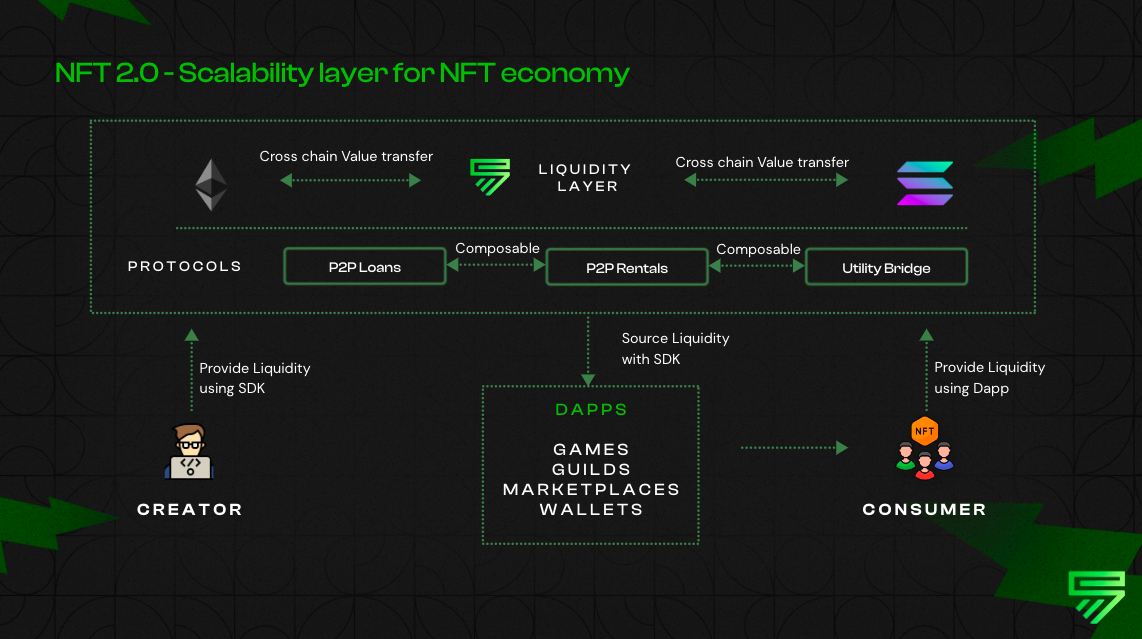 NFT 2.0 - Scalability layer for NFT economy
Cross chain Value transfer
LIQUIDITY
LAYER
Cross chain Value transfer
PROTOCOLS
P2P Loans
Composable
P2P Rentals
Composable
Utility Bridge
Provide Liquidity
using SDK
Source Liquidity
with SDK
Provide Liquidity
using Dapp
DAPPS
GAMES
GUILDS
MARKETPLACES
WALLETS
NFT
CREATOR
CONSUMER